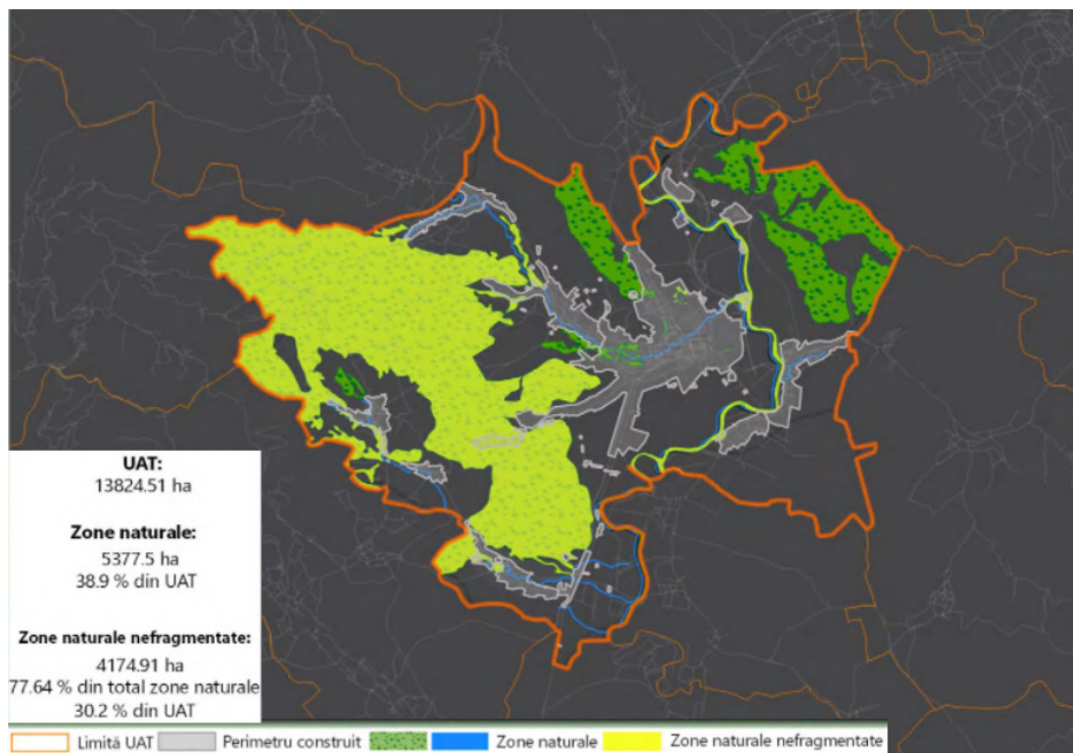 UAT:
13824.51 ha
Zone naturale:
5377.5 ha
38.9 % din UAT
Zone naturale nefragmentate:
4174.91 ha
77.64 % din total zone naturale
30.2 % din UAT
Limită UAT Perimetru construit Zone naturale Zone naturale nefragmentate